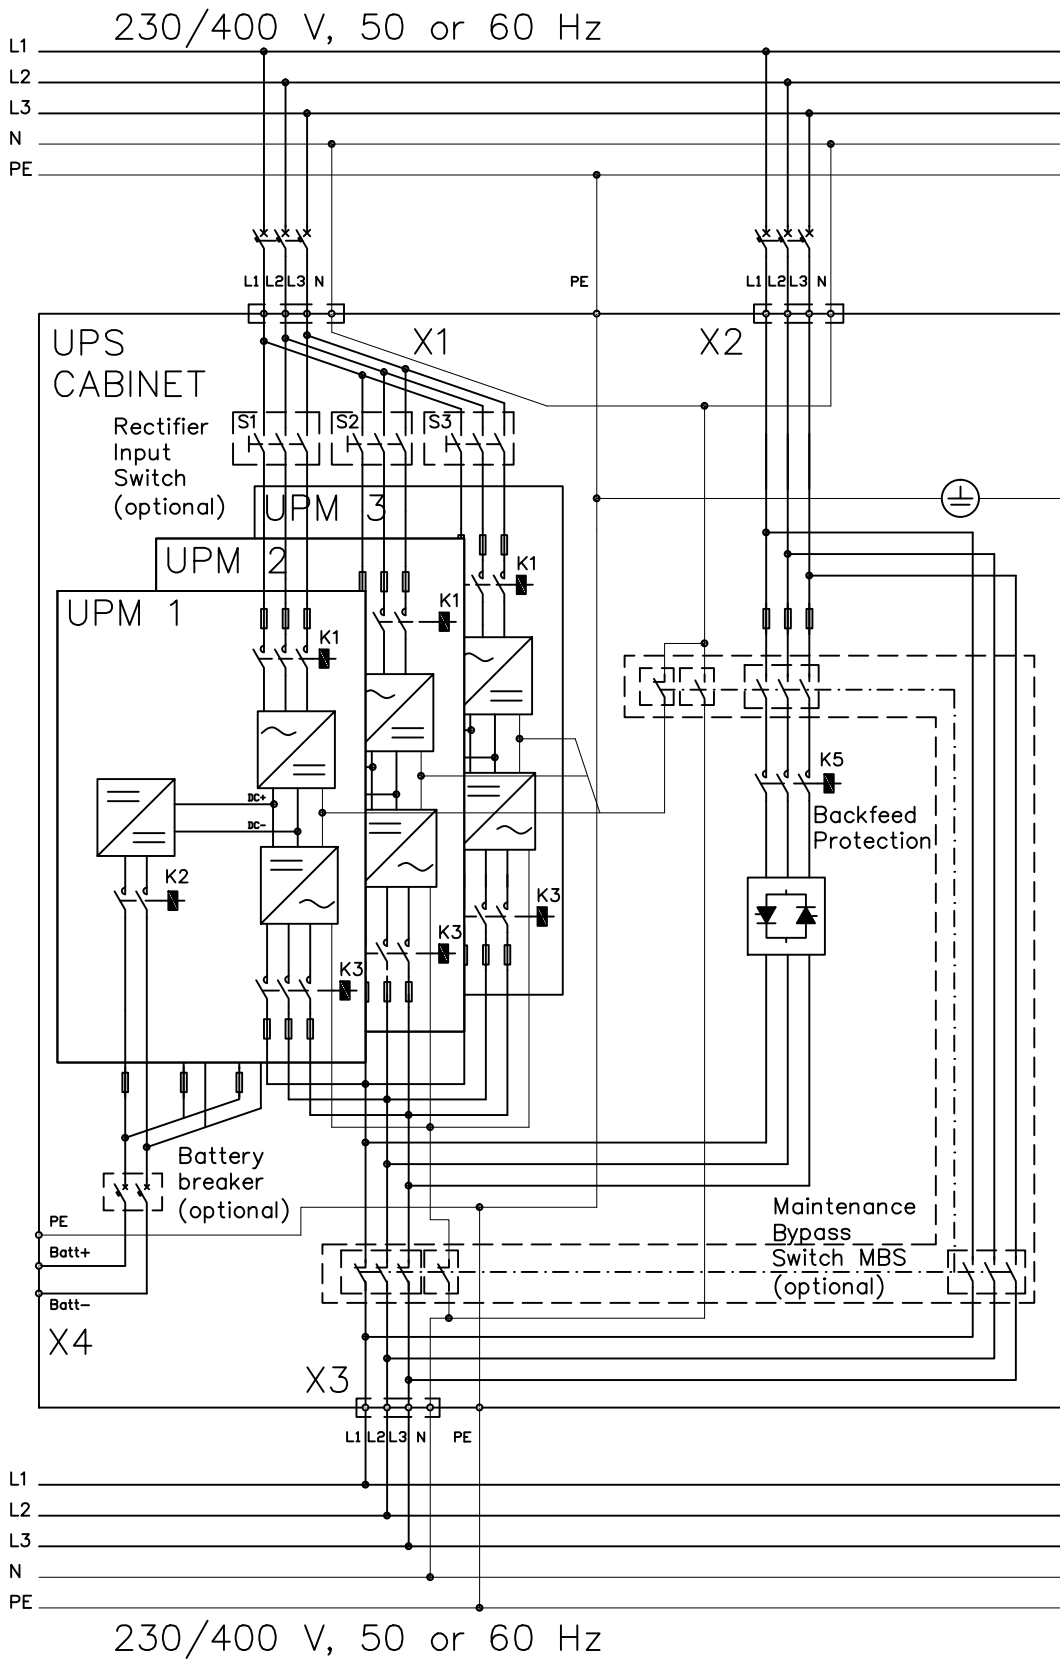 230/400 V, 50 or 60 Hz
L1
L2
L3
N
PE
L1 L2 L3 N
PE
L1 L2 L3 N
UPS
CABINET
X1
X2
Rectifier
Input
Switch
(optional)
S1
S2
S3
UPM 3
UPM 2
UPM 1
K1
K1
K1
K5
Backfeed
Protection
DC+
DC-
K2
K3
K3
K3
Battery
breaker
(optional)
Maintenance
Bypass
Switch MBS
(optional)
PE
Batt+
Batt-
X4
X3
L1 L2 L3 N
PE
L1
L2
L3
N
PE
230/400 V, 50 or 60 Hz